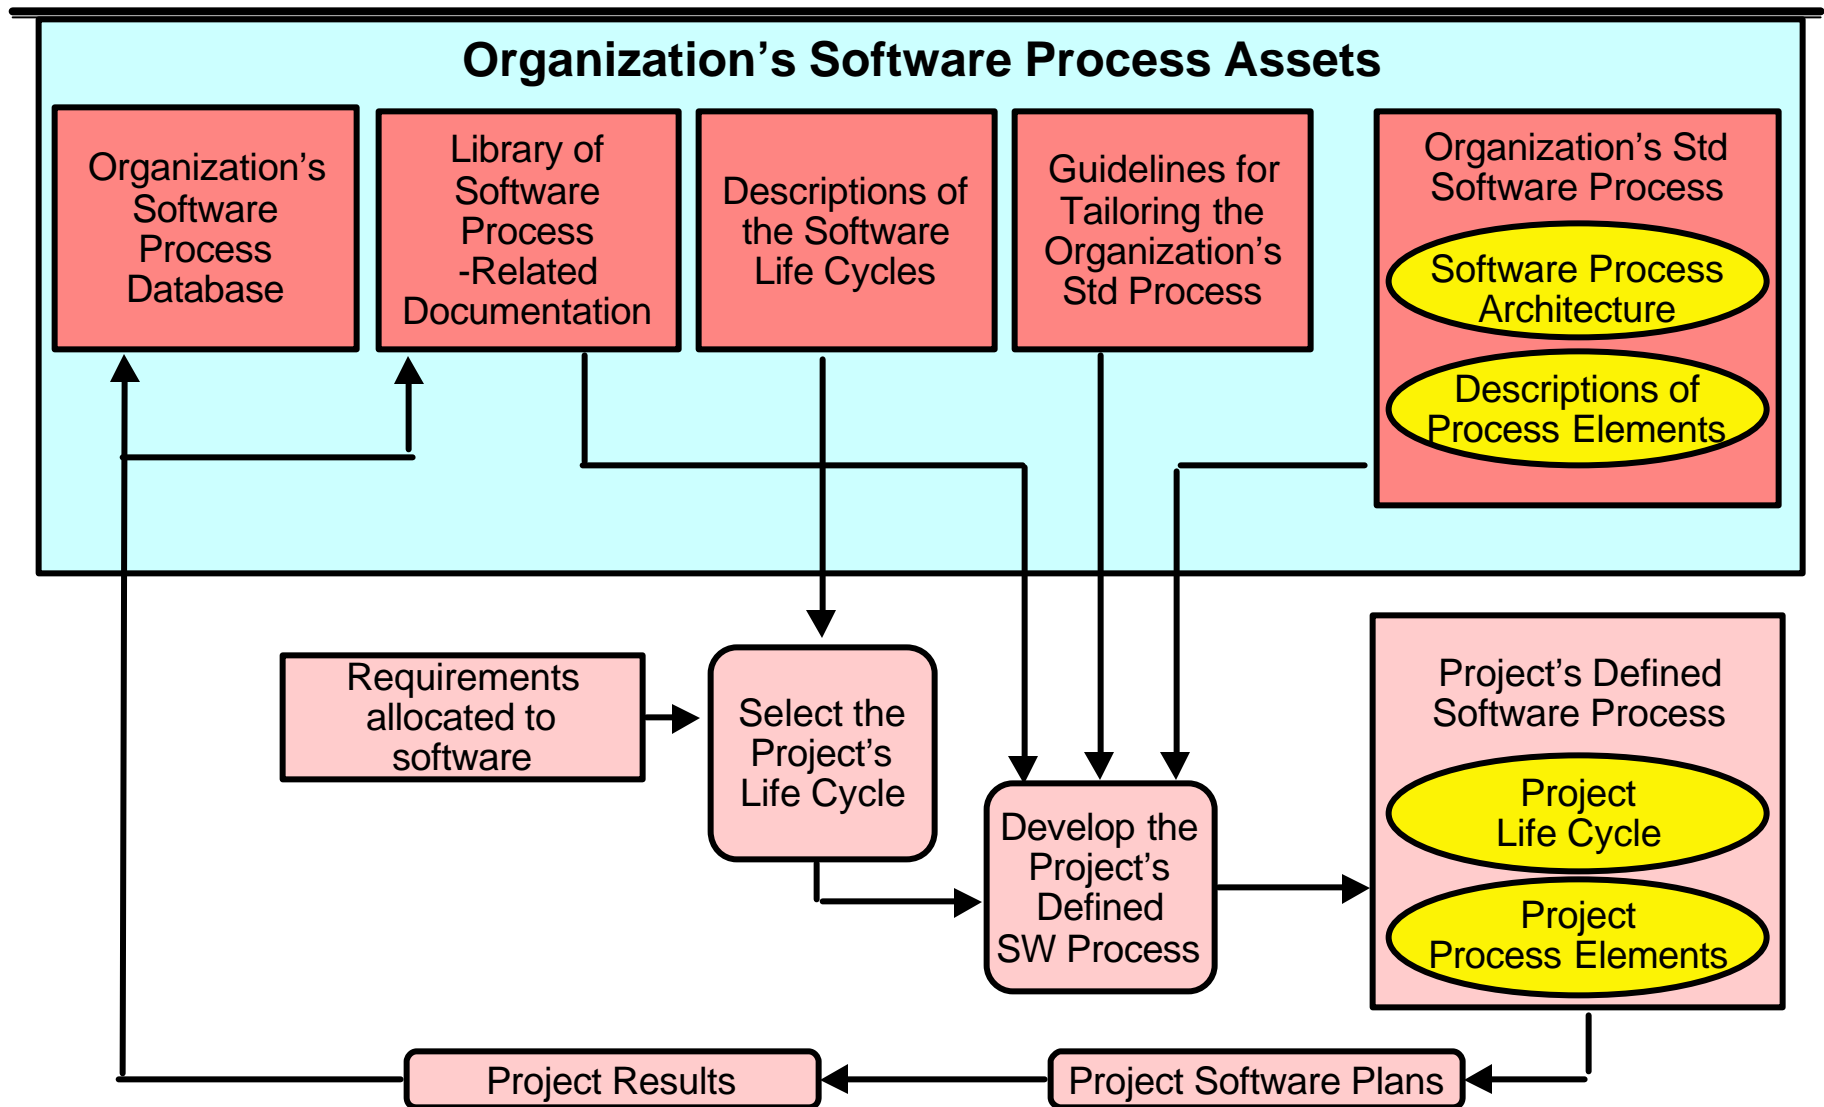 Organization’s Software Process Assets
Organization’s
Software
Process
Database
Library of
Software
Process
-Related
Documentation
Descriptions of
the Software
Life Cycles
Guidelines for
Tailoring the
Organization’s
Std Process
Organization’s Std
Software Process
Software Process
Architecture
Descriptions of
Process Elements
Requirements
allocated to
software
Select the
Project’s
Life Cycle
Develop the
Project’s
Defined
SW Process
Project’s Defined
Software Process
Project
Life Cycle
Project
Process Elements
Project Results
Project Software Plans